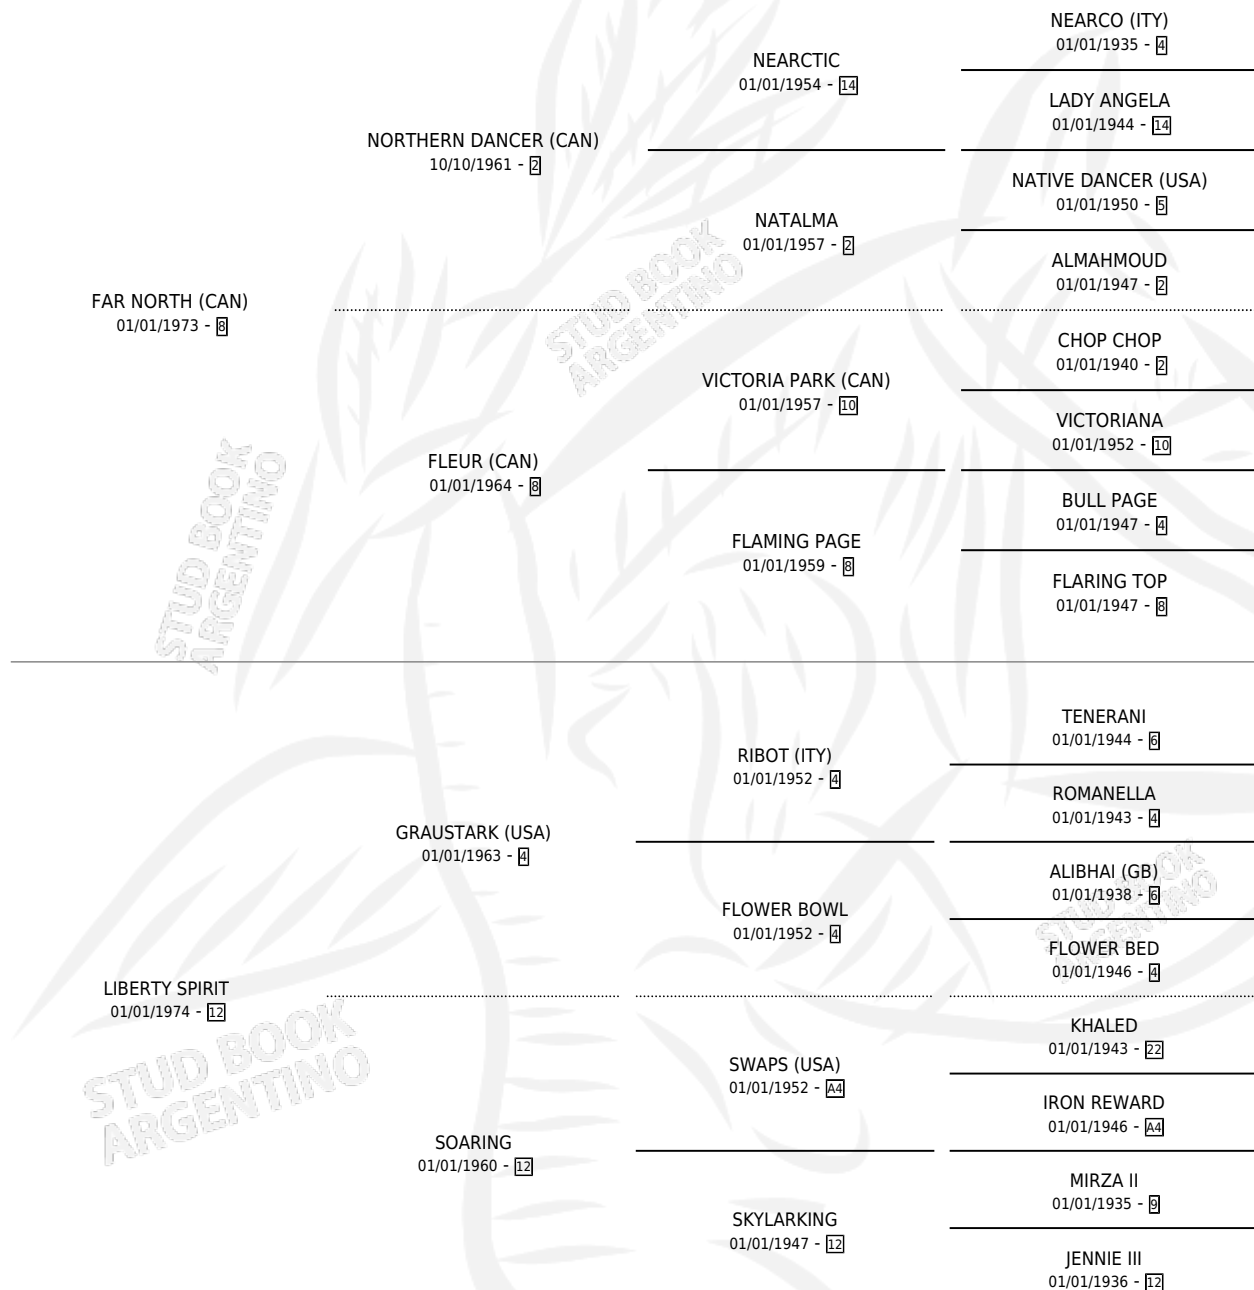 NEARCO (ITY)
01/01/1935 - 4
NEARCTIC
01/01/1954 - 14
LADY ANGELA
01/01/1944 - 14
NORTHERN DANCER (CAN)
10/10/1961 - 2
NATIVE DANCER (USA)
01/01/1950 - 5
NATALMA
01/01/1957 - 2
ALMAHMOUD
01/01/1947 - 2
FAR NORTH (CAN)
01/01/1973 - 8
STUD BOOK
ARGENTINO
CHOP CHOP
01/01/1940 - 2
VICTORIA PARK (CAN)
01/01/1957 - 10
VICTORIANA
01/01/1952 - 10
FLEUR (CAN)
01/01/1964 - 8
BULL PAGE
01/01/1947 - 4
FLAMING PAGE
01/01/1959 - 8
FLARING TOP
01/01/1947 - 8
STUD BOOK
ARGENTINO
TENERANI
01/01/1944 - 6
RIBOT (ITY)
01/01/1952 - 4
ROMANELLA
01/01/1943 - 4
GRAUSTARK (USA)
01/01/1963 - 4
ALIBHAI (GB)
01/01/1938 - 6
FLOWER BOWL
01/01/1952 - 4
FLOWER BED
01/01/1946 - 4
STUD BOOK
ARGENTINO
LIBERTY SPIRIT
01/01/1974 - 12
KHALED
01/01/1943 - 22
SWAPS (USA)
01/01/1952 - A4
IRON REWARD
01/01/1946 - A4
STUD BOOK
ARGENTINO
SOARING
01/01/1960 - 12
MIRZA II
01/01/1935 - 9
SKYLARKING
01/01/1947 - 12
JENNIE III
01/01/1936 - 12